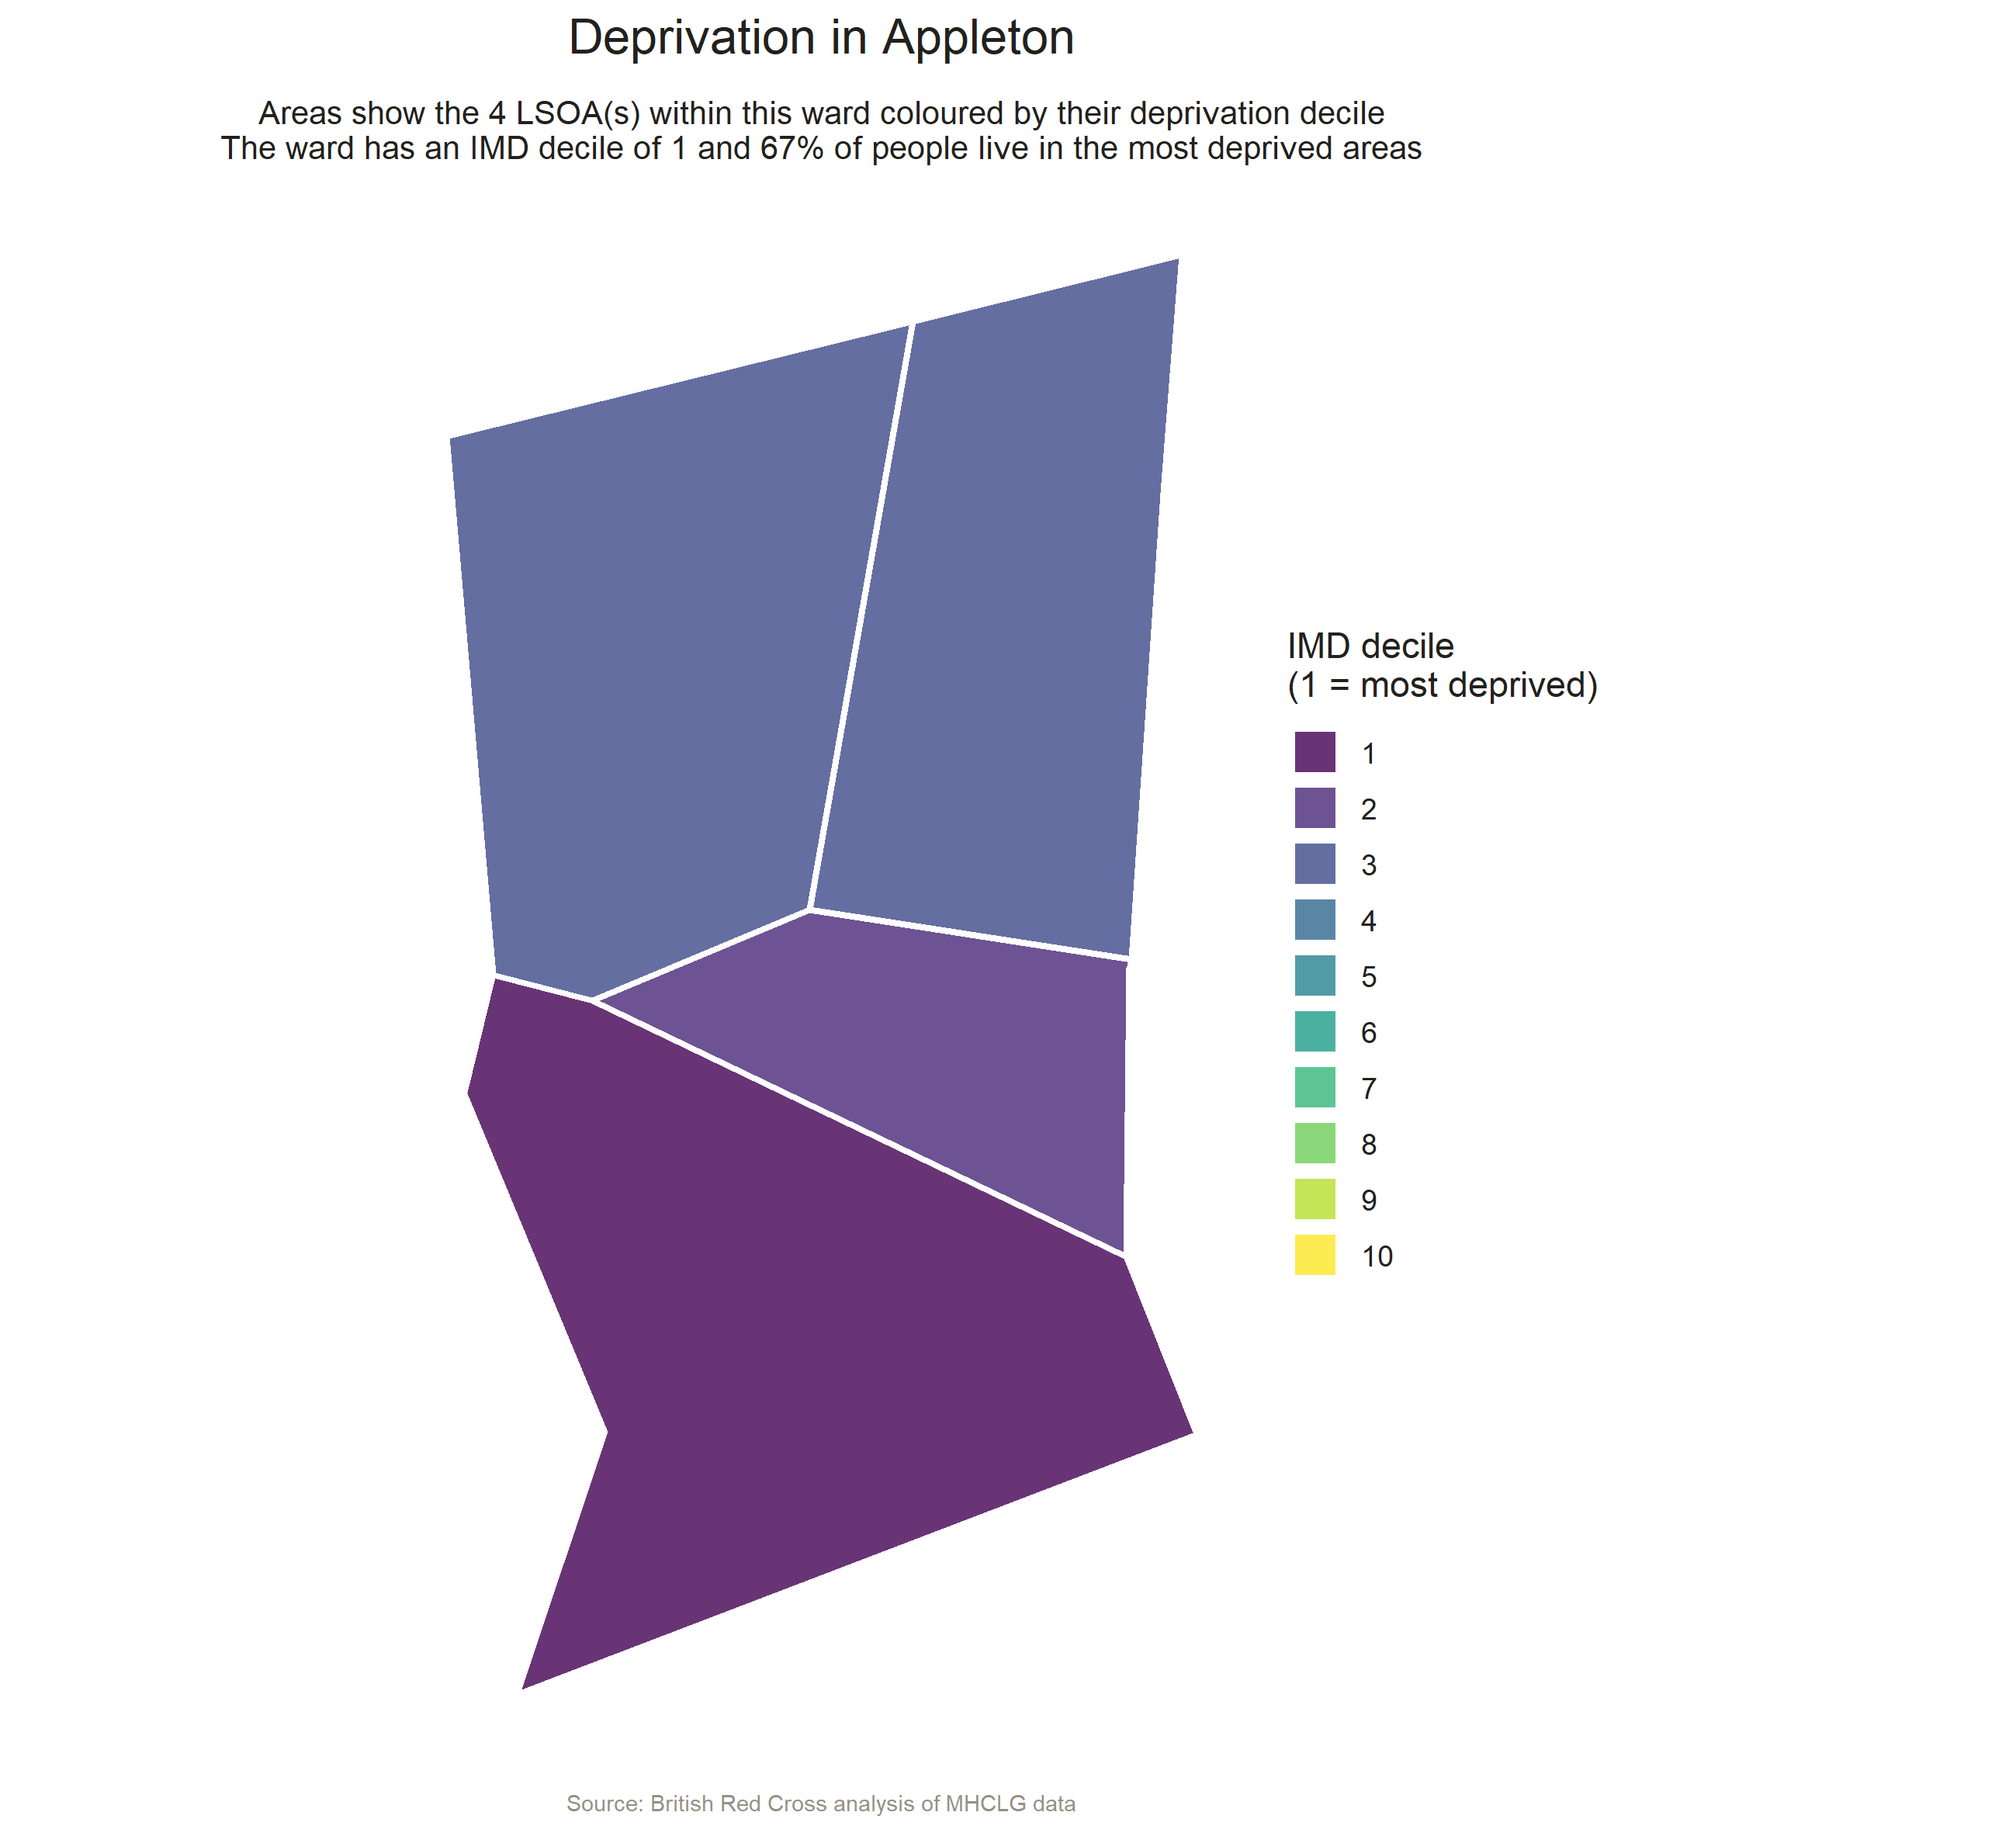 Deprivation in Appleton
Areas show the 4 LSOA(s) within this ward coloured by their deprivation decile
The ward has an IMD decile of 1 and 67% of people live in the most deprived areas
IMD decile
(1 = most deprived)
1
2
3
4
5
6
7
8
9
10
Source: British Red Cross analysis of MHCLG data